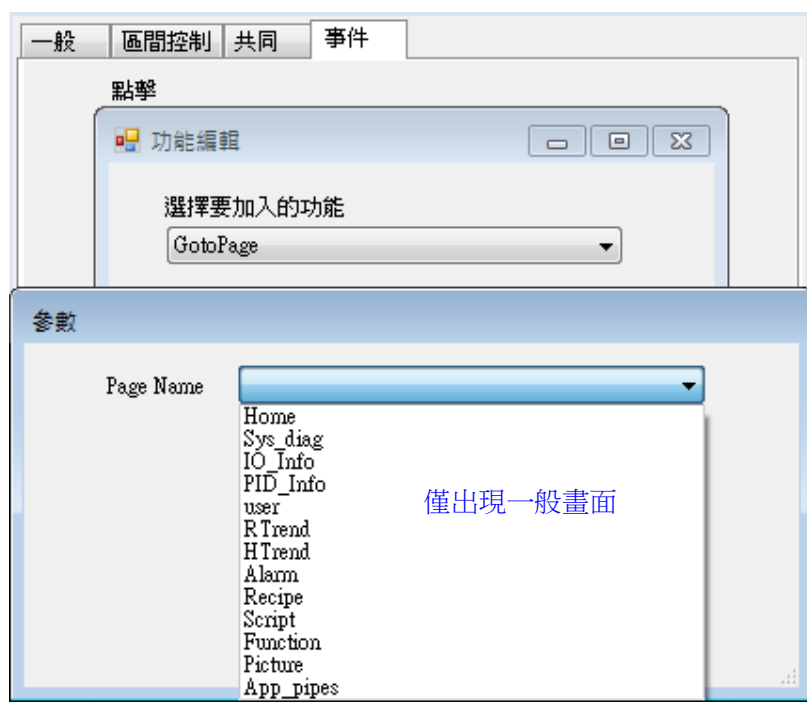 一般 區間控制 共同 事件
點擊
功能編輯
選擇要加入的功能
GotoPage
參數
Page Name
Home
Sys_diag
IO_Info
PID_Info
僅出現一般畫面
user
RTrend
HTrend
Alarm
Recipe
Script
Function
Picture
App_pipes